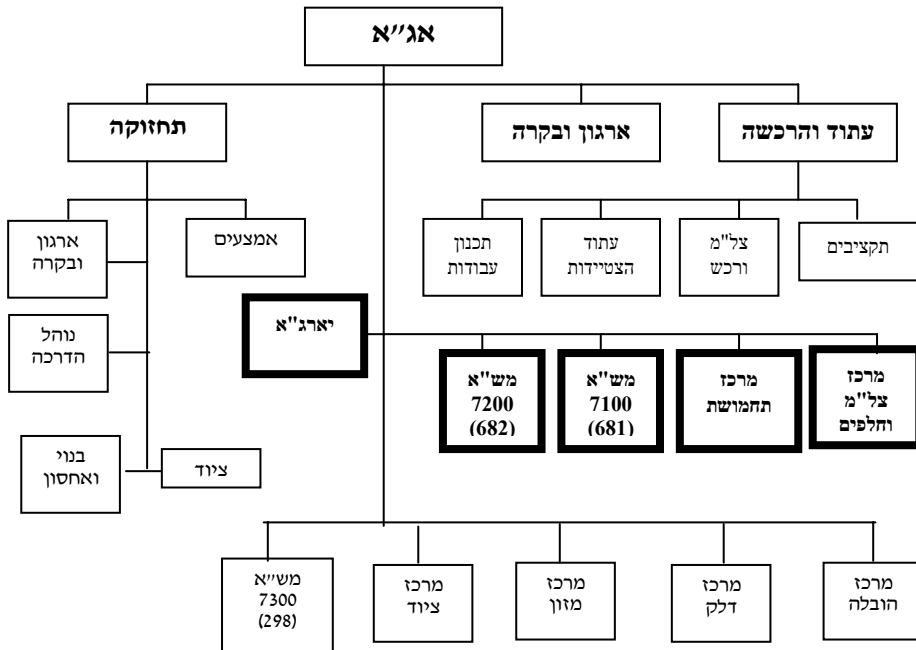 אג״א
עתוד והרכשה
ארגון ובקרה
תחזוקה
תקציבים
צל"מ
ורכש
עתוד
הצטיידות
תכנון
עבודות
אמצעים
ארגון
ובקרה
נוהל
הדרכה
ציוד
בנוי
ואחסון
מרכז
צל"מ
וחלפים
מרכז
תחמושת
מש"א
7100
(681)
מש"א
7200
(682)
יארג"א
מרכז
הובלה
מרכז
דלק
מרכז
מזון
מרכז
ציוד
מש״א
7300
(298)